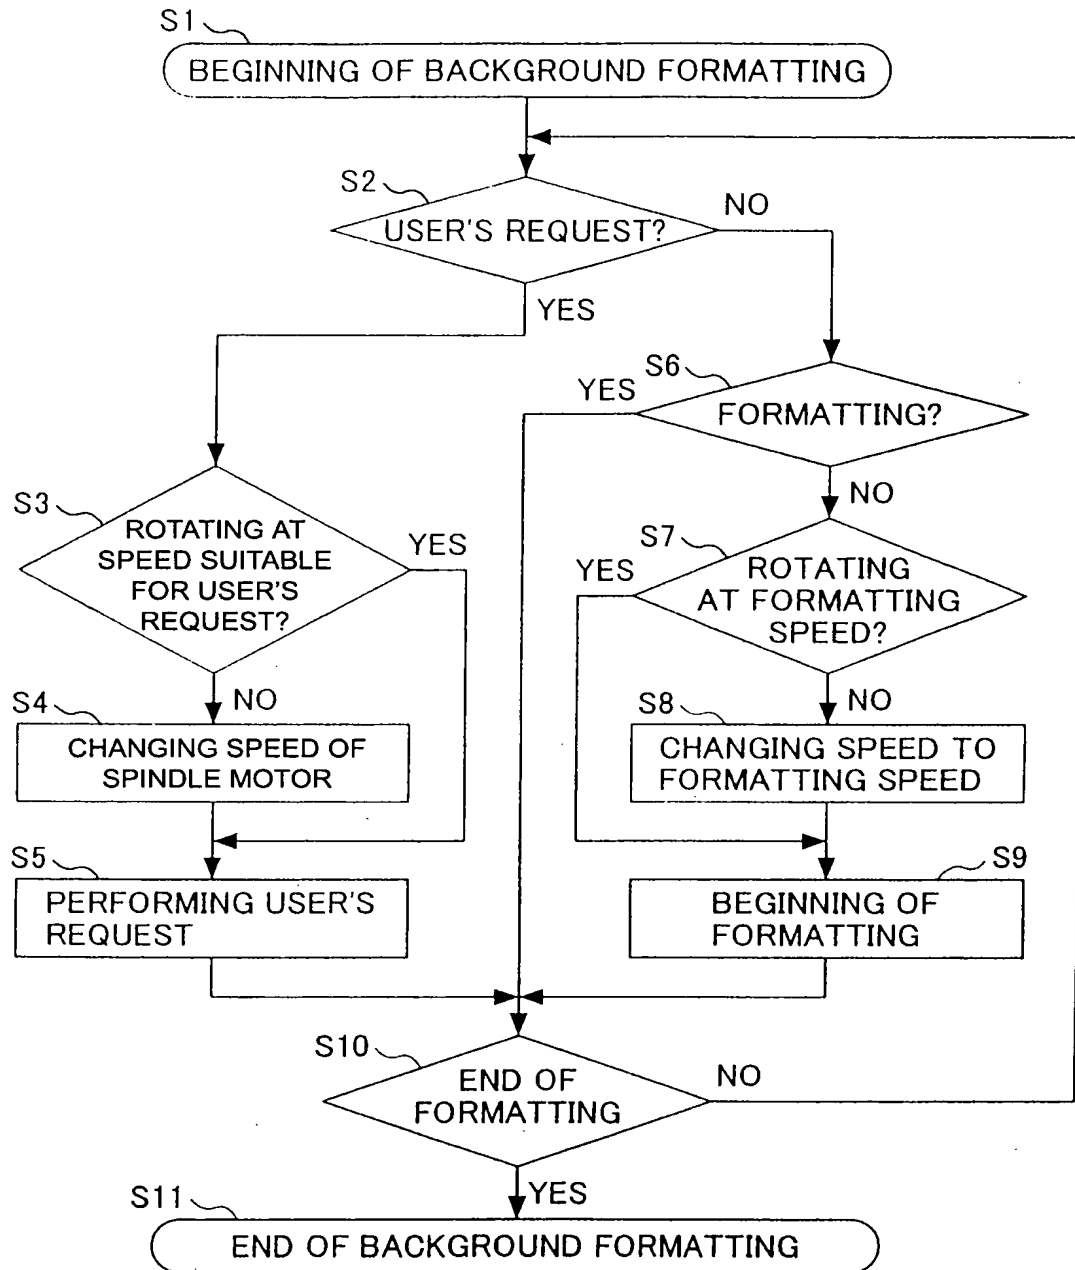 S1
BEGINNING OF BACKGROUND FORMATTING
S2
USER'S REQUEST?
NO
YES
S6
YES
FORMATTING?
NO
S3
ROTATING AT
SPEED SUITABLE
FOR USER'S
REQUEST?
YES
NO
S7
YES
ROTATING
AT FORMATTING
SPEED?
NO
S4
CHANGING SPEED OF
SPINDLE MOTOR
S8
CHANGING SPEED TO
FORMATTING SPEED
S5
PERFORMING USER'S
REQUEST
S9
BEGINNING OF
FORMATTING
S10
END OF
FORMATTING
NO
YES
S11
END OF BACKGROUND FORMATTING